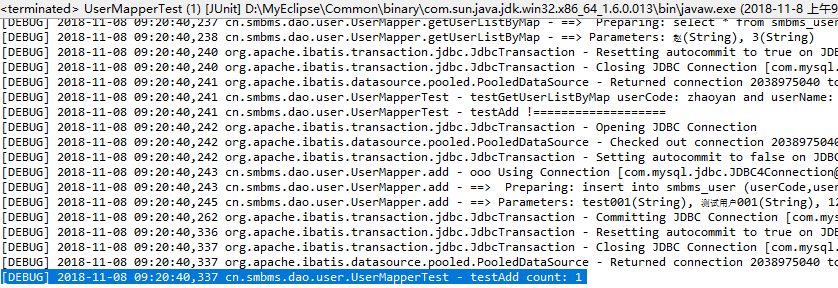 <terminated> UserMapperTest (1) [JUnit] D:\MyEclipse\Common\binary\com.sun.java.jdk.win32.x86_64_1.6.0.013\bin\javaw.exe (2018-11-8 上午9
[DEBUG] 2018-11-08 09:20:40,237 cn.smbms.dao.user.UserMapper.getUserListByMap - ==>  Preparing: select * from smbms_user
[DEBUG] 2018-11-08 09:20:40,238 cn.smbms.dao.user.UserMapper.getUserListByMap - ==> Parameters: 赵(String), 3(String)
[DEBUG] 2018-11-08 09:20:40,240 org.apache.ibatis.transaction.jdbc.JdbcTransaction - Resetting autocommit to true on JD
[DEBUG] 2018-11-08 09:20:40,240 org.apache.ibatis.transaction.jdbc.JdbcTransaction - Closing JDBC Connection [com.mysql.
[DEBUG] 2018-11-08 09:20:40,241 org.apache.ibatis.datasource.pooled.PooledDataSource - Returned connection 2038975040 to
[DEBUG] 2018-11-08 09:20:40,241 cn.smbms.dao.user.UserMapperTest - testGetUserListByMap userCode: zhaoyan and userName:
[DEBUG] 2018-11-08 09:20:40,241 cn.smbms.dao.user.UserMapperTest - testAdd !===================
[DEBUG] 2018-11-08 09:20:40,242 org.apache.ibatis.transaction.jdbc.JdbcTransaction - Opening JDBC Connection
[DEBUG] 2018-11-08 09:20:40,242 org.apache.ibatis.datasource.pooled.PooledDataSource - Checked out connection 2038975040
[DEBUG] 2018-11-08 09:20:40,242 org.apache.ibatis.transaction.jdbc.JdbcTransaction - Setting autocommit to false on JDBC
[DEBUG] 2018-11-08 09:20:40,243 cn.smbms.dao.user.UserMapper.add - ooo Using Connection [com.mysql.jdbc.JDBC4Connection@
[DEBUG] 2018-11-08 09:20:40,243 cn.smbms.dao.user.UserMapper.add - ==>  Preparing: insert into smbms_user (userCode,user
[DEBUG] 2018-11-08 09:20:40,245 cn.smbms.dao.user.UserMapper.add - ==> Parameters: test001(String), 测试用户001(String), 12
[DEBUG] 2018-11-08 09:20:40,262 org.apache.ibatis.transaction.jdbc.JdbcTransaction - Committing JDBC Connection [com.my
[DEBUG] 2018-11-08 09:20:40,336 org.apache.ibatis.transaction.jdbc.JdbcTransaction - Resetting autocommit to true on JD
[DEBUG] 2018-11-08 09:20:40,337 org.apache.ibatis.transaction.jdbc.JdbcTransaction - Closing JDBC Connection [com.mysql.
[DEBUG] 2018-11-08 09:20:40,337 org.apache.ibatis.datasource.pooled.PooledDataSource - Returned connection 2038975040 to
[DEBUG] 2018-11-08 09:20:40,337 cn.smbms.dao.user.UserMapperTest - testAdd count: 1